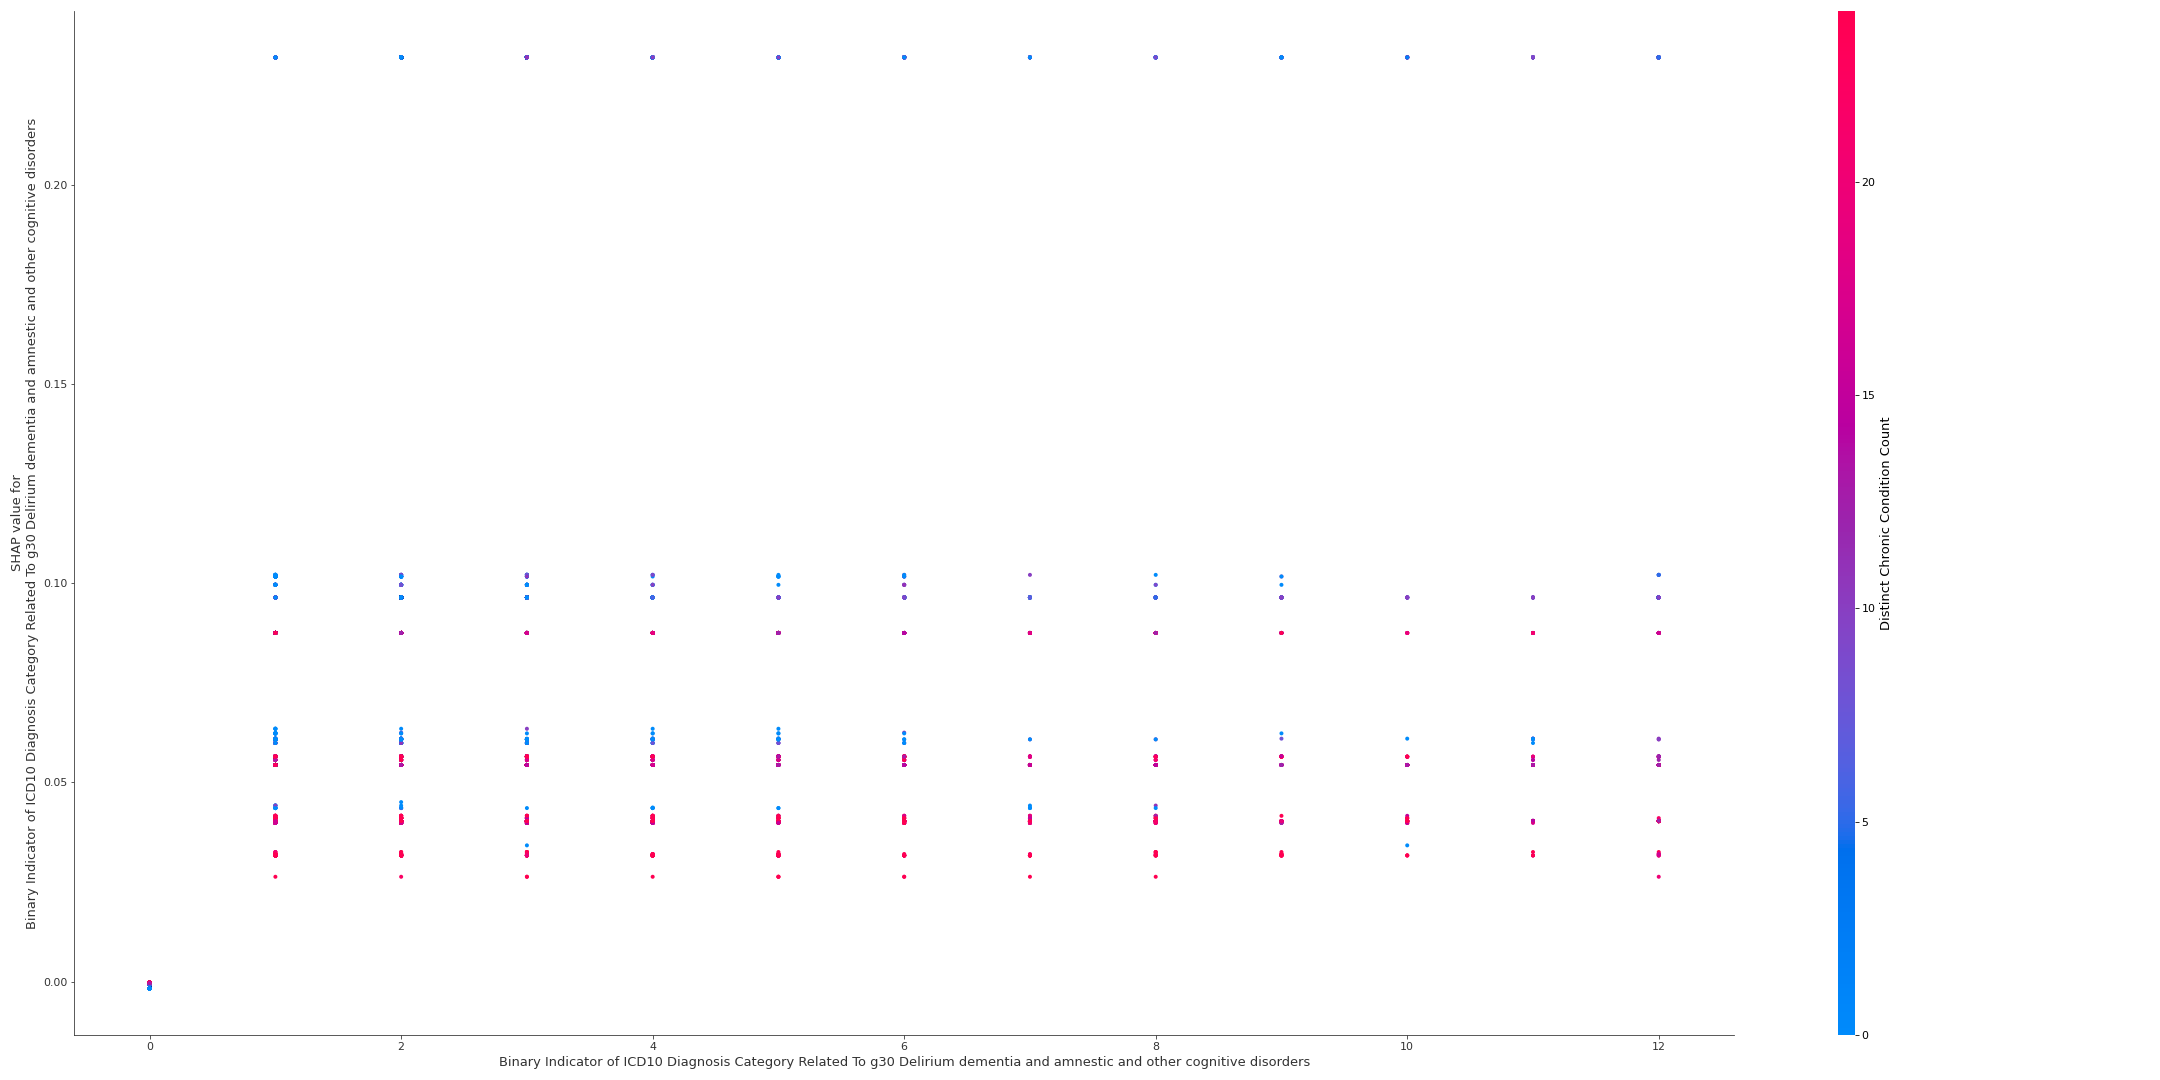 SHAP value for
Binary Indicator of ICD10 Diagnosis Category Related To g30 Delirium dementia and amnestic and other cognitive disorders
0.20
0.15
0.10
0.05
0.00
0 2 4 6 8 10 12
Binary Indicator of ICD10 Diagnosis Category Related To g30 Delirium dementia and amnestic and other cognitive disorders
20
15
10
5
0
Distinct Chronic Condition Count